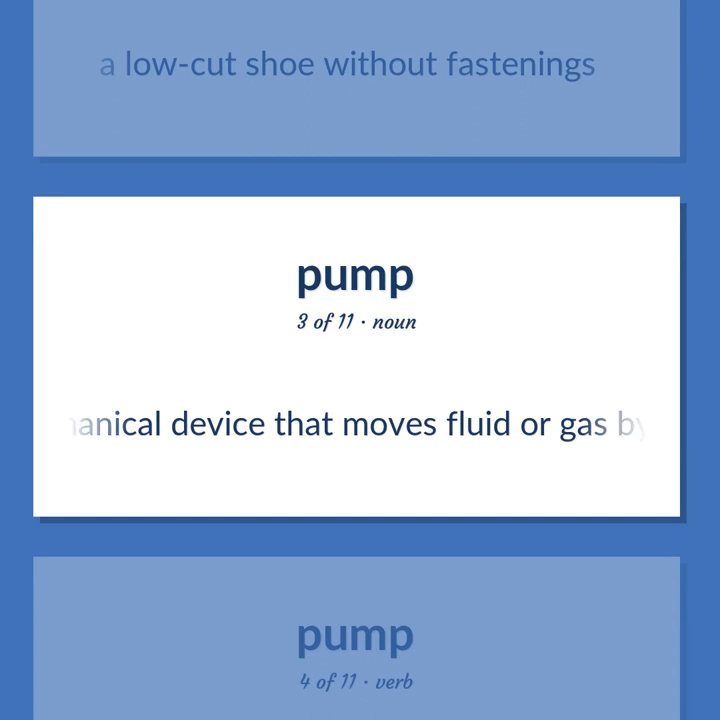 a low-cut shoe without fastenings
pump
3 of 11 · noun
device that moves fluid or gas by
pump
4 of 11 · verb